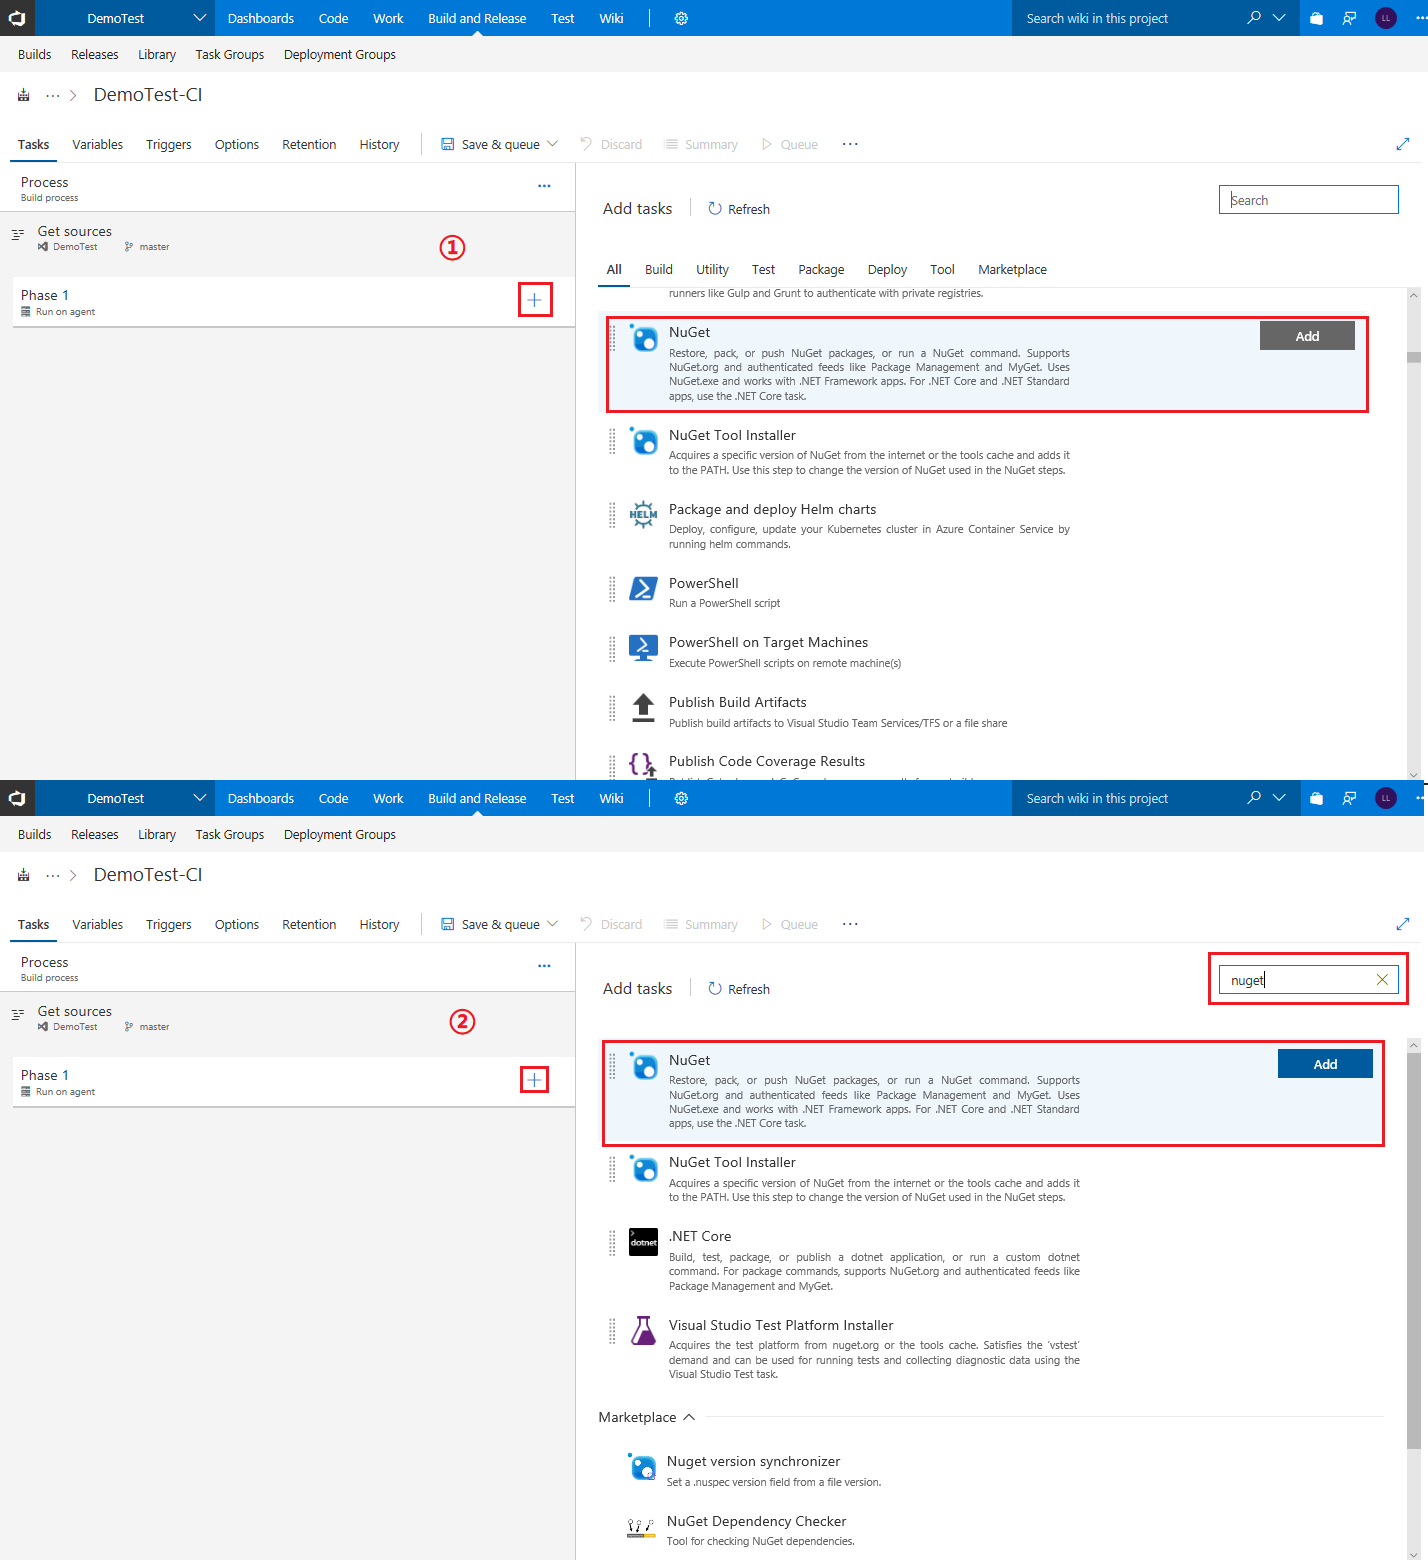 DemoTest Dashboards Code Work Build and Release Test Wiki Search wiki in this project LL
Builds Releases Library Task Groups Deployment Groups
... > DemoTest-CI
Tasks Variables Triggers Options Retention History Save & queue Discard Summary Queue ...
Process ...
Build process
Get sources
DemoTest master
①
Phase 1
Run on agent
Add tasks Refresh Search
All Build Utility Test Package Deploy Tool Marketplace
runners like Gulp and Grunt to authenticate with private registries.
NuGet Add
Restore, pack, or push NuGet packages, or run a NuGet command. Supports
NuGet.org and authenticated feeds like Package Management and MyGet. Uses
NuGet.exe and works with .NET Framework apps. For .NET Core and .NET Standard
apps, use the .NET Core task.
NuGet Tool Installer
Acquires a specific version of NuGet from the internet or the tools cache and adds it
to the PATH. Use this step to change the version of NuGet used in the NuGet steps.
HELM
Package and deploy Helm charts
Deploy, configure, update your Kubernetes cluster in Azure Container Service by
running helm commands.
PowerShell
Run a PowerShell script
PowerShell on Target Machines
Execute PowerShell scripts on remote machine(s)
Publish Build Artifacts
Publish build artifacts to Visual Studio Team Services/TFS or a file share
Publish Code Coverage Results
DemoTest Dashboards Code Work Build and Release Test Wiki Search wiki in this project LL
Builds Releases Library Task Groups Deployment Groups
... > DemoTest-CI
Tasks Variables Triggers Options Retention History Save & queue Discard Summary Queue ...
Process ...
Build process
Get sources
DemoTest master
②
Phase 1
Run on agent
Add tasks Refresh nuget
NuGet Add
Restore, pack, or push NuGet packages, or run a NuGet command. Supports
NuGet.org and authenticated feeds like Package Management and MyGet. Uses
NuGet.exe and works with .NET Framework apps. For .NET Core and .NET Standard
apps, use the .NET Core task.
NuGet Tool Installer
Acquires a specific version of NuGet from the internet or the tools cache and adds it
to the PATH. Use this step to change the version of NuGet used in the NuGet steps.
dotnet
.NET Core
Build, test, package, or publish a dotnet application, or run a custom dotnet
command. For package commands, supports NuGet.org and authenticated feeds like
Package Management and MyGet.
Visual Studio Test Platform Installer
Acquires the test platform from nuget.org or the tools cache. Satisfies the ‘vstest’
demand and can be used for running tests and collecting diagnostic data using the
Visual Studio Test task.
Marketplace
Nuget version synchronizer
Set a .nuspec version field from a file version.
NuGet Dependency Checker
Tool for checking NuGet dependencies.